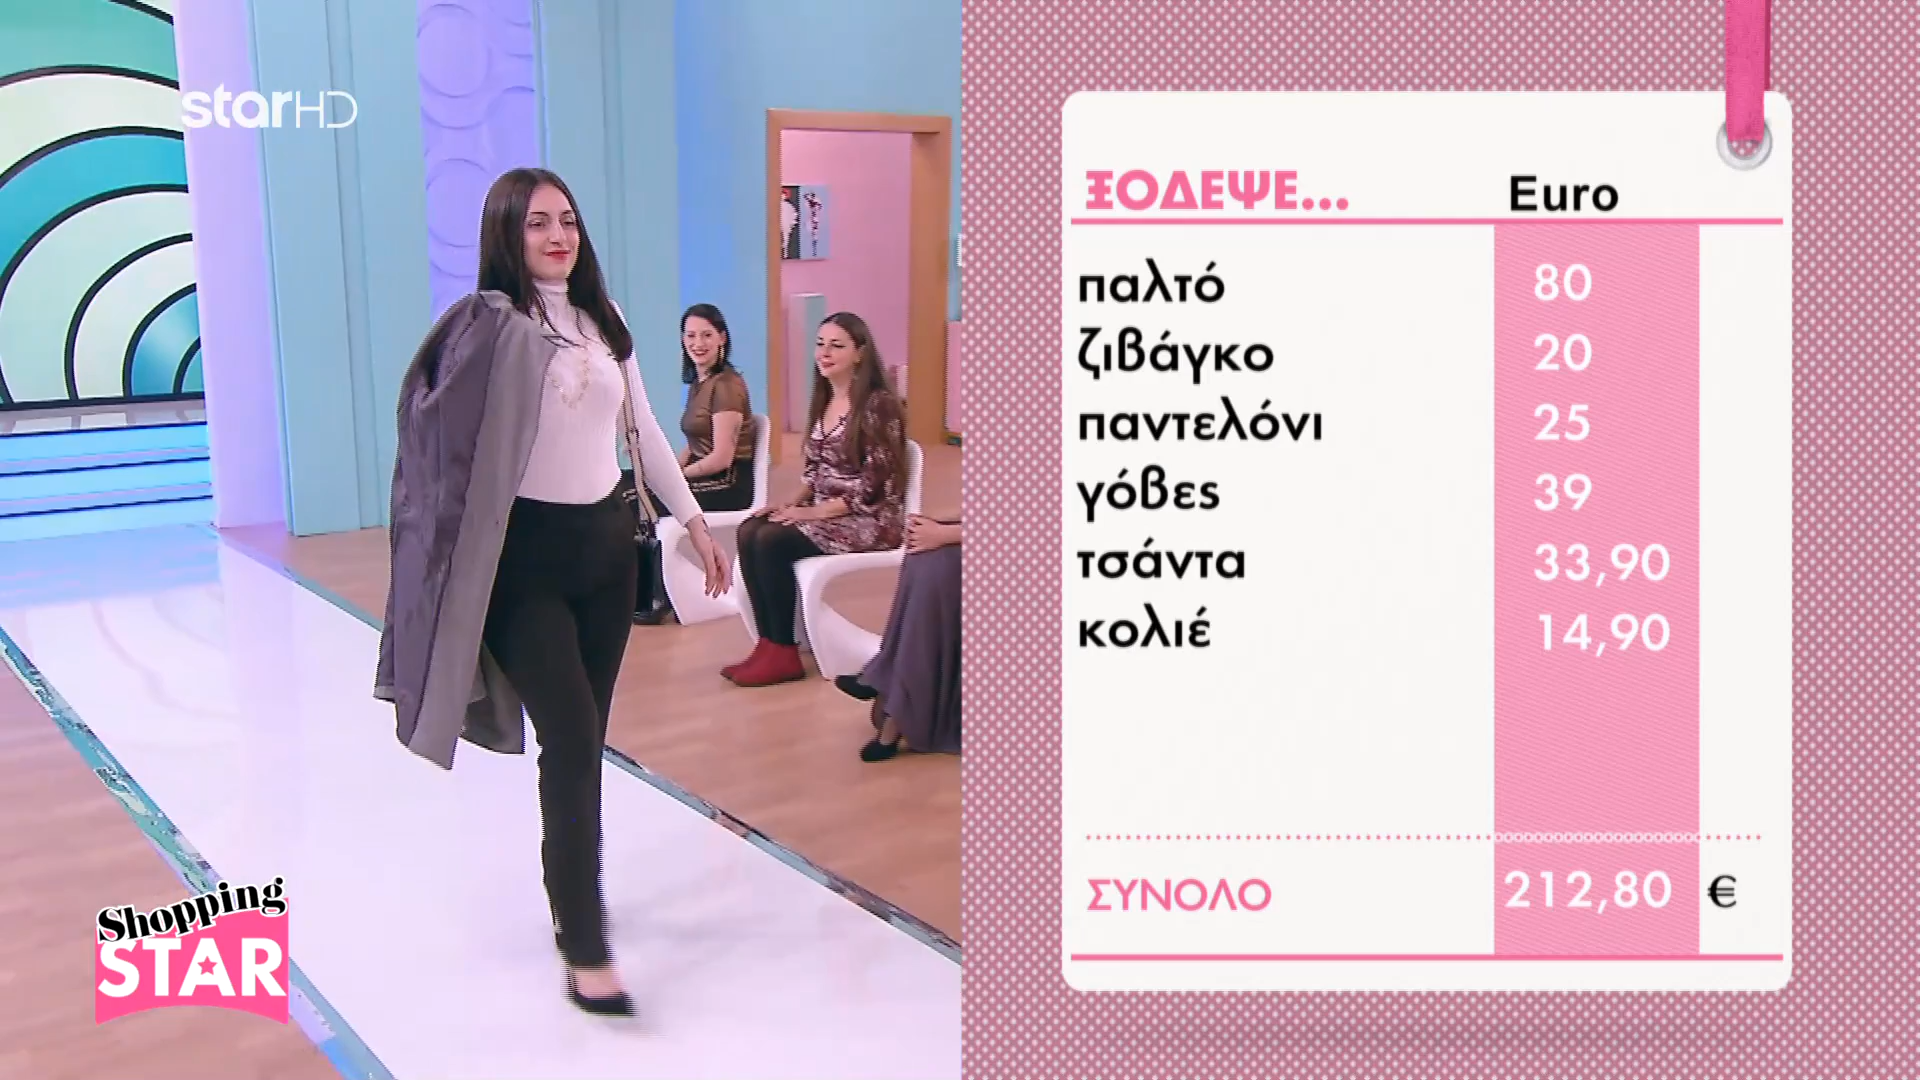 starHD
ΞΟΔΕΨΕ... Euro
παλτό 80
ζιβάγκο 20
παντελόνι 25
γόβες 39
τσάντα 33,90
κολιέ 14,90
ΣΥΝΟΛΟ 212,80 €
Shopping
STAR